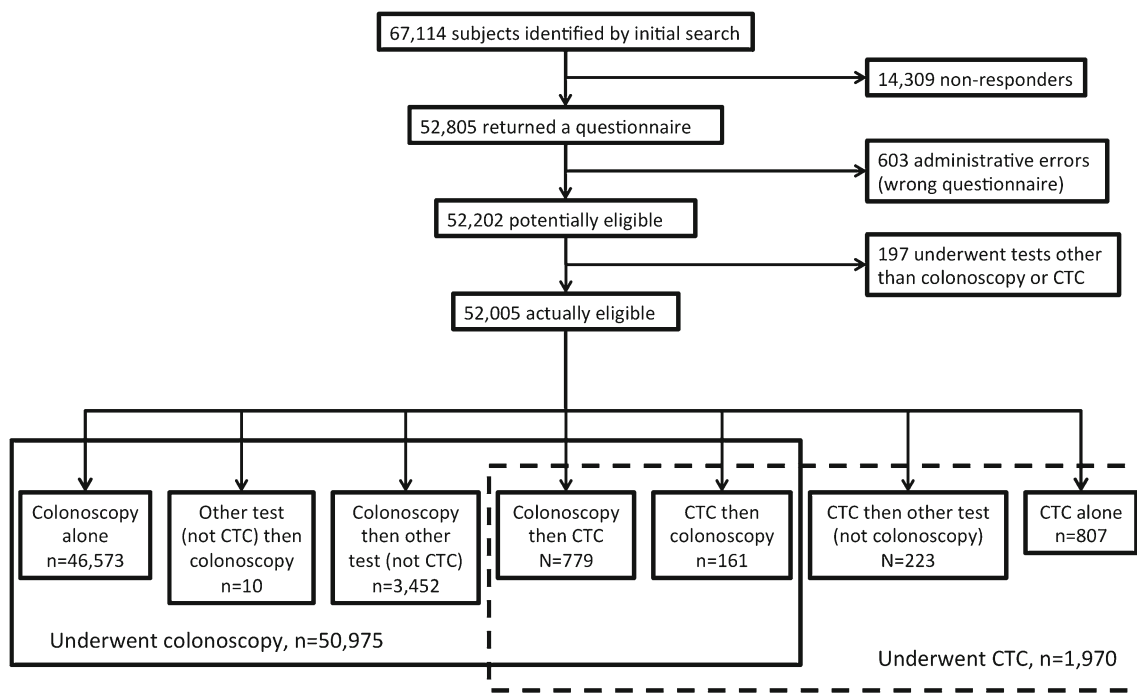 67,114 subjects identified by initial search
14,309 non-responders
52,805 returned a questionnaire
603 administrative errors
(wrong questionnaire)
52,202 potentially eligible
197 underwent tests other
than colonoscopy or CTC
52,005 actually eligible
Colonoscopy
alone
n=46,573
Other test
(not CTC) then
colonoscopy
n=10
Colonoscopy
then other
test (not CTC)
n=3,452
Colonoscopy
then CTC
N=779
CTC then
colonoscopy
n=161
CTC then other test
(not colonoscopy)
N=223
CTC alone
n=807
Underwent colonoscopy, n=50,975
Underwent CTC, n=1,970